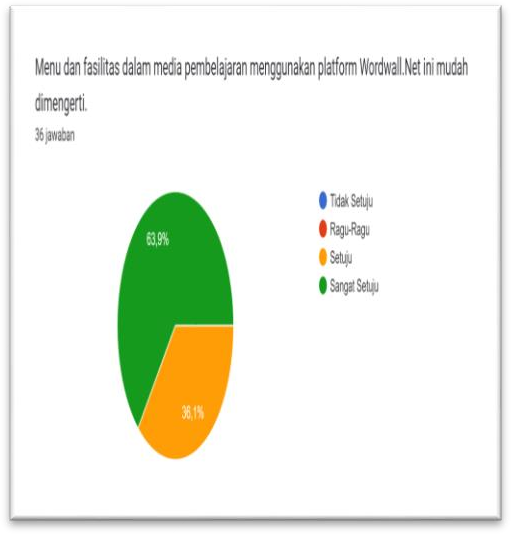 Menu dan fasilitas dalam media pembelajaran menggunakan platform Wordwall.Net ini mudah
dimengerti.
36 jawaban
63,9%
36,1%
Tidak Setuju
Ragu-Ragu
Setuju
Sangat Setuju